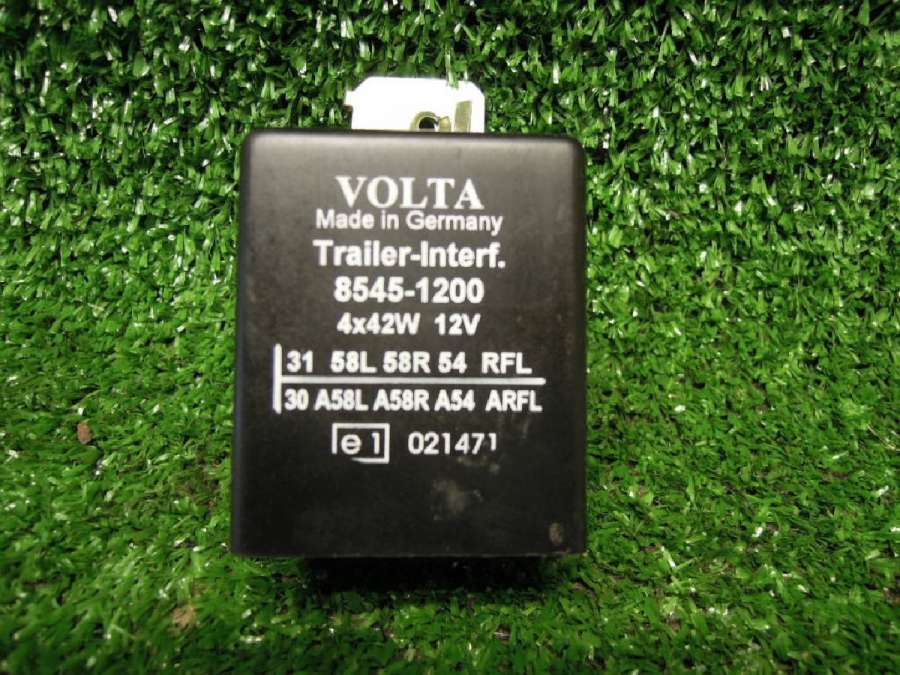 VOLTA
Made in Germany
Trailer-Interf.
8545-1200
4x42W 12V
31 58L 58R 54 RFL
30 A58L A58R A54 ARFL
e1 021471